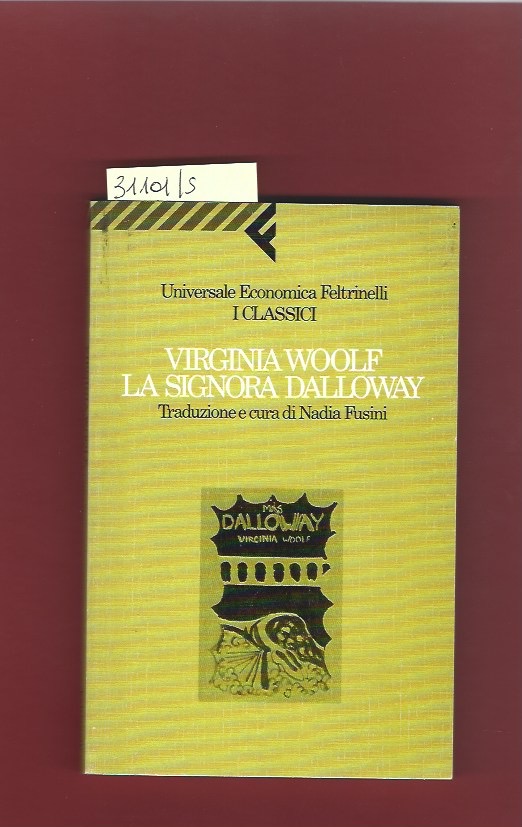 31101/S
Universale Economica Feltrinelli
I CLASSICI
VIRGINIA WOOLF
LA SIGNORA DALLOWAY
Traduzione e cura di Nadia Fusini
MRS
DALLOWAY
VIRGINIA WOOLF